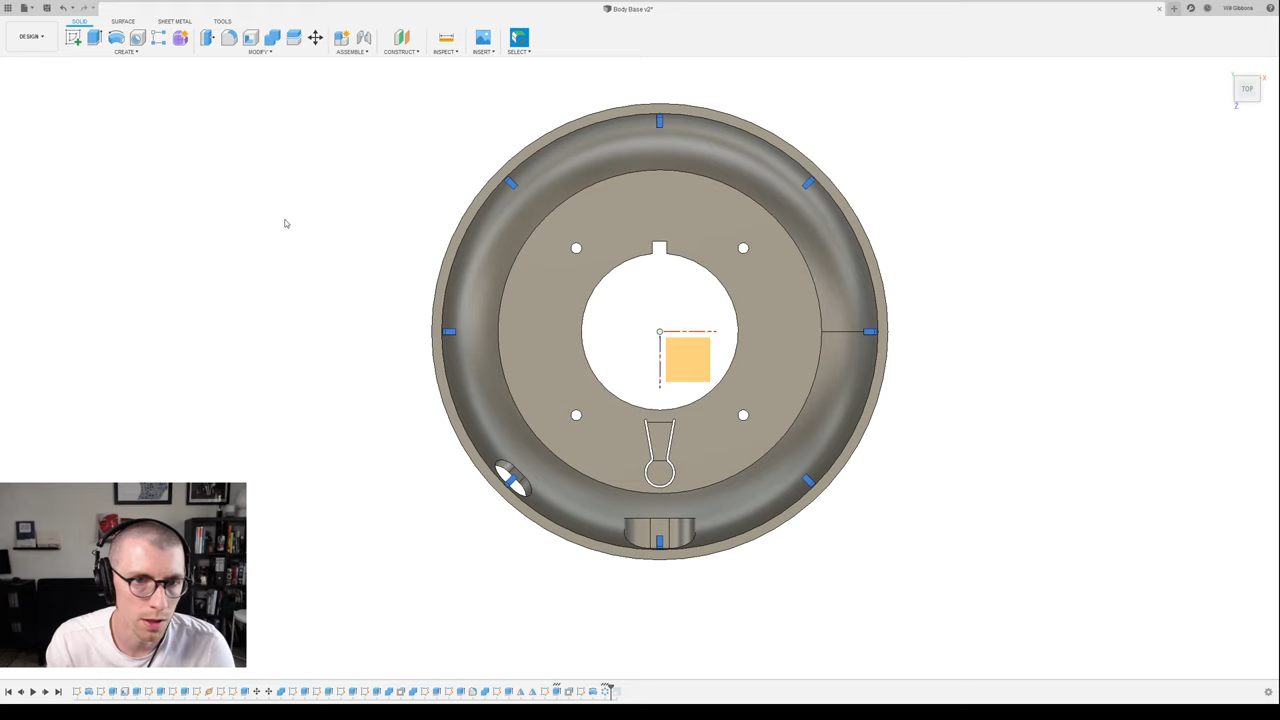 Body Base v2*
Will Gibbons
DESIGN
SOLID SURFACE SHEET METAL TOOLS
CREATE MODIFY ASSEMBLE CONSTRUCT INSPECT INSERT SELECT
TOP
X
Z